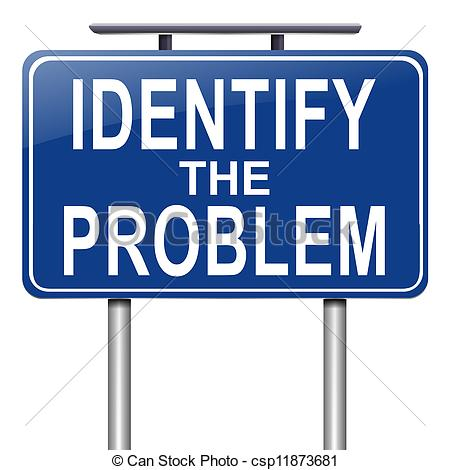 IDENTIFY
THE
PROBLEM
© Can Stock Photo - csp11873681